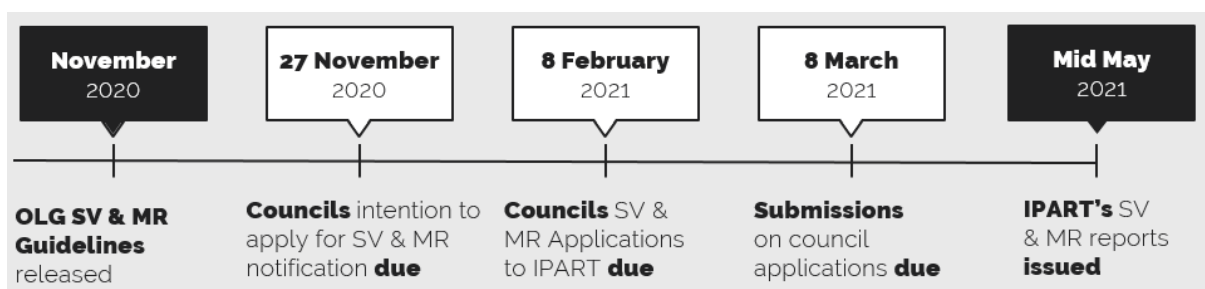 November
2020
27 November
2020
8 February
2021
8 March
2021
Mid May
2021
OLG SV & MR
Guidelines
released
Councils intention to
apply for SV & MR
notification due
Councils SV &
MR Applications
to IPART due
Submissions
on council
applications due
IPART's SV
& MR reports
issued